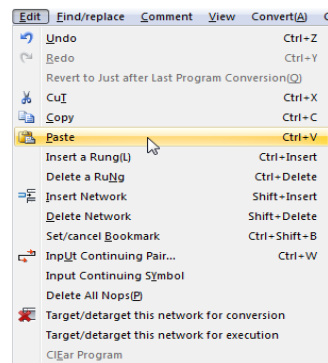 Edit Find/replace Comment View Convert(A)
Undo Ctrl+Z
Redo Ctrl+Y
Revert to Just after Last Program Conversion(Q)
CuT Ctrl+X
Copy Ctrl+C
Paste Ctrl+V
Insert a Rung(L) Ctrl+Insert
Delete a RuNg Ctrl+Delete
Insert Network Shift+Insert
Delete Network Shift+Delete
Set/cancel Bookmark Ctrl+Shift+B
InpUt Continuing Pair... Ctrl+W
Input Continuing SYmbol
Delete All Nops(P)
Target/detarget this network for conversion
Target/detarget this network for execution
ClEar Program